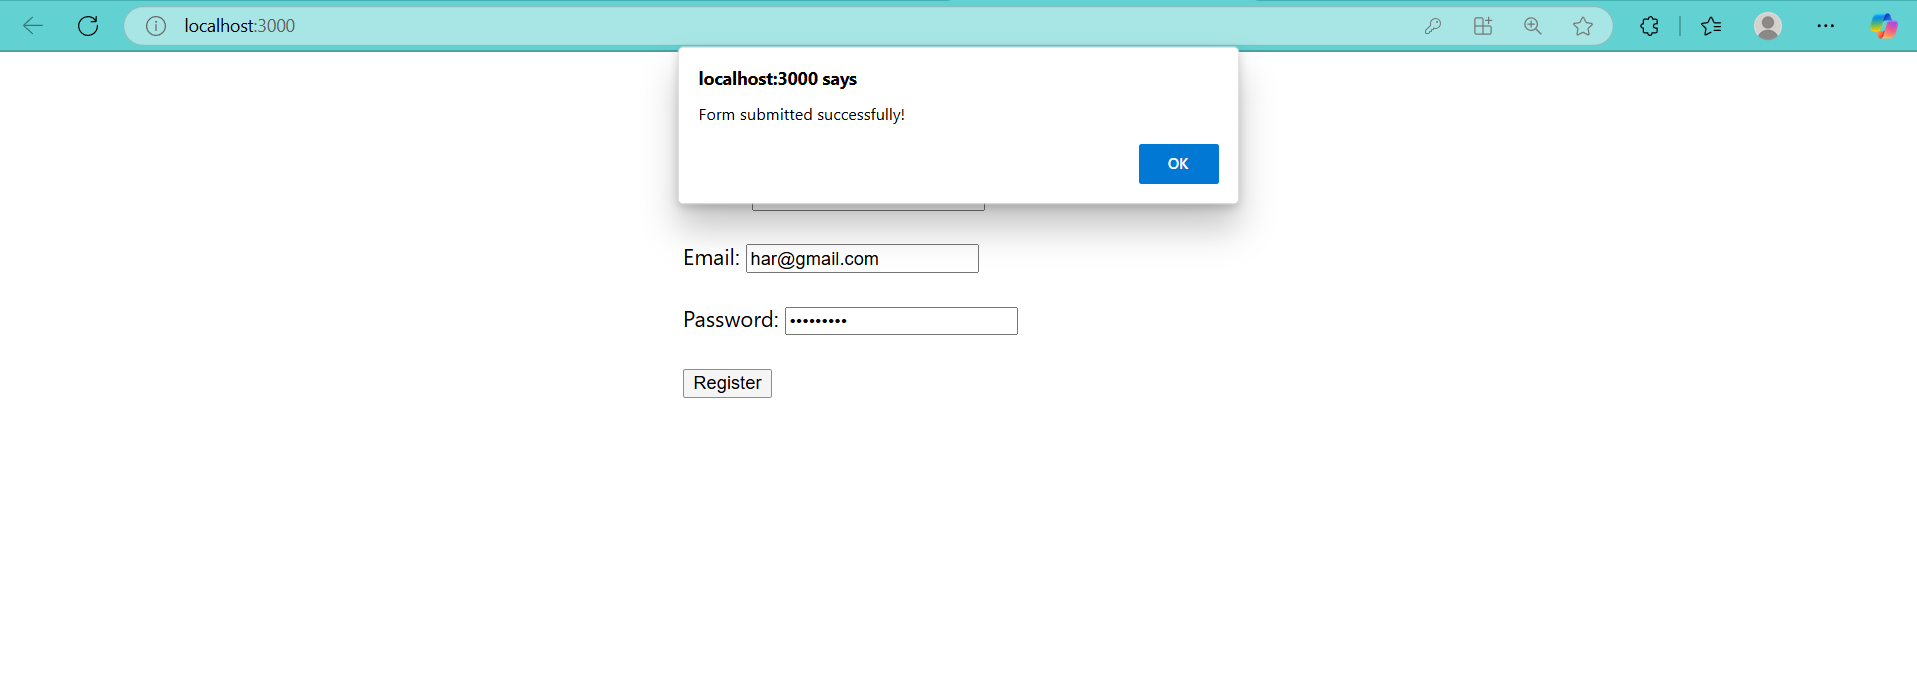 localhost:3000
localhost:3000 says
Form submitted successfully!
OK
Email: har@gmail.com
Password: •••••••••
Register